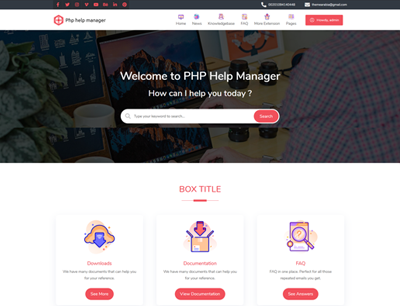 Php help manager
Home News Knowledgebase FAQ More Extension Pages
Welcome to PHP Help Manager
How can I help you today ?
Type your keyword to search...
Search
BOX TITLE
Downloads
We have many documents that can help you
for your reference.
See More
Documentation
We have many documents that can help you
for your reference.
View Documentation
FAQ
FAQ in one place. Perfect for all those
repeated emails you get.
See Answers